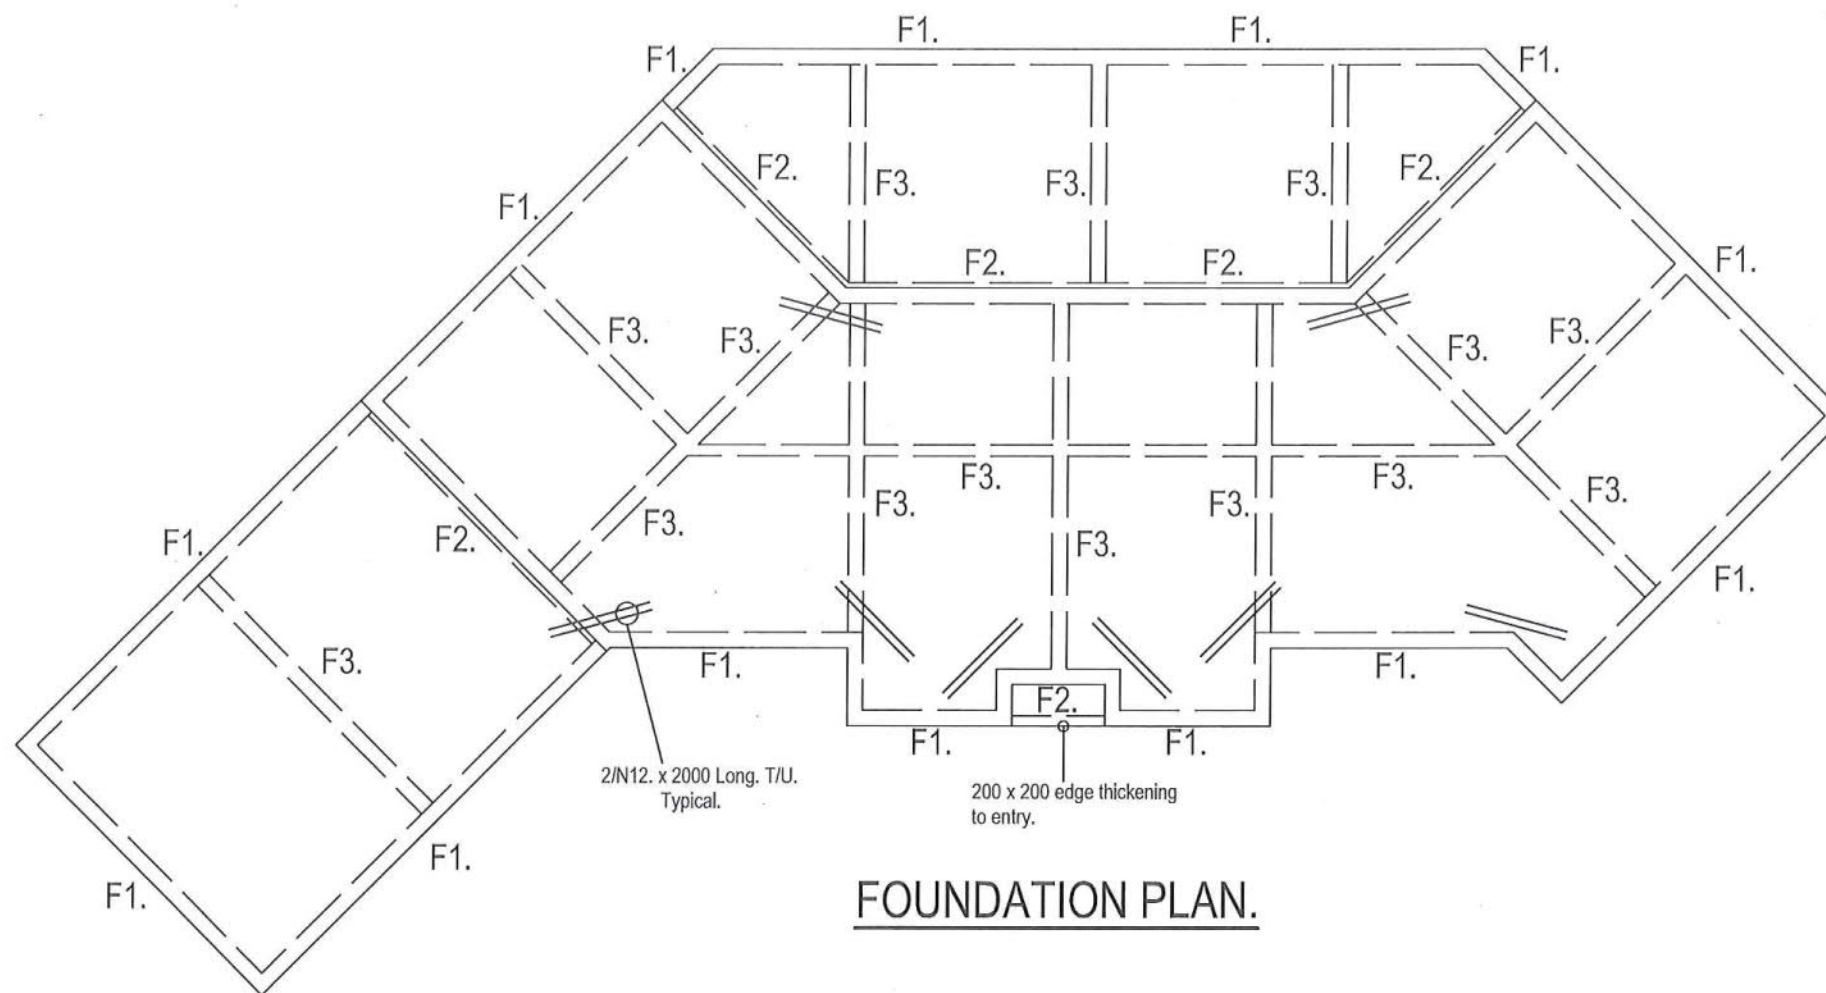 F1.
F1.
F1.
F1.
F2.
F3.
F3.
F3.
F2.
F1.
F2.
F2.
F1.
F3.
F3.
F3.
F3.
F3.
F3.
F3.
F3.
F3.
F3.
F1.
F2.
F3.
F3.
F1.
F3.
F1.
F1.
F2.
F1.
F1.
2/N12. x 2000 Long. T/U.
Typical.
200 x 200 edge thickening
to entry.
F1.
F1.
FOUNDATION PLAN.